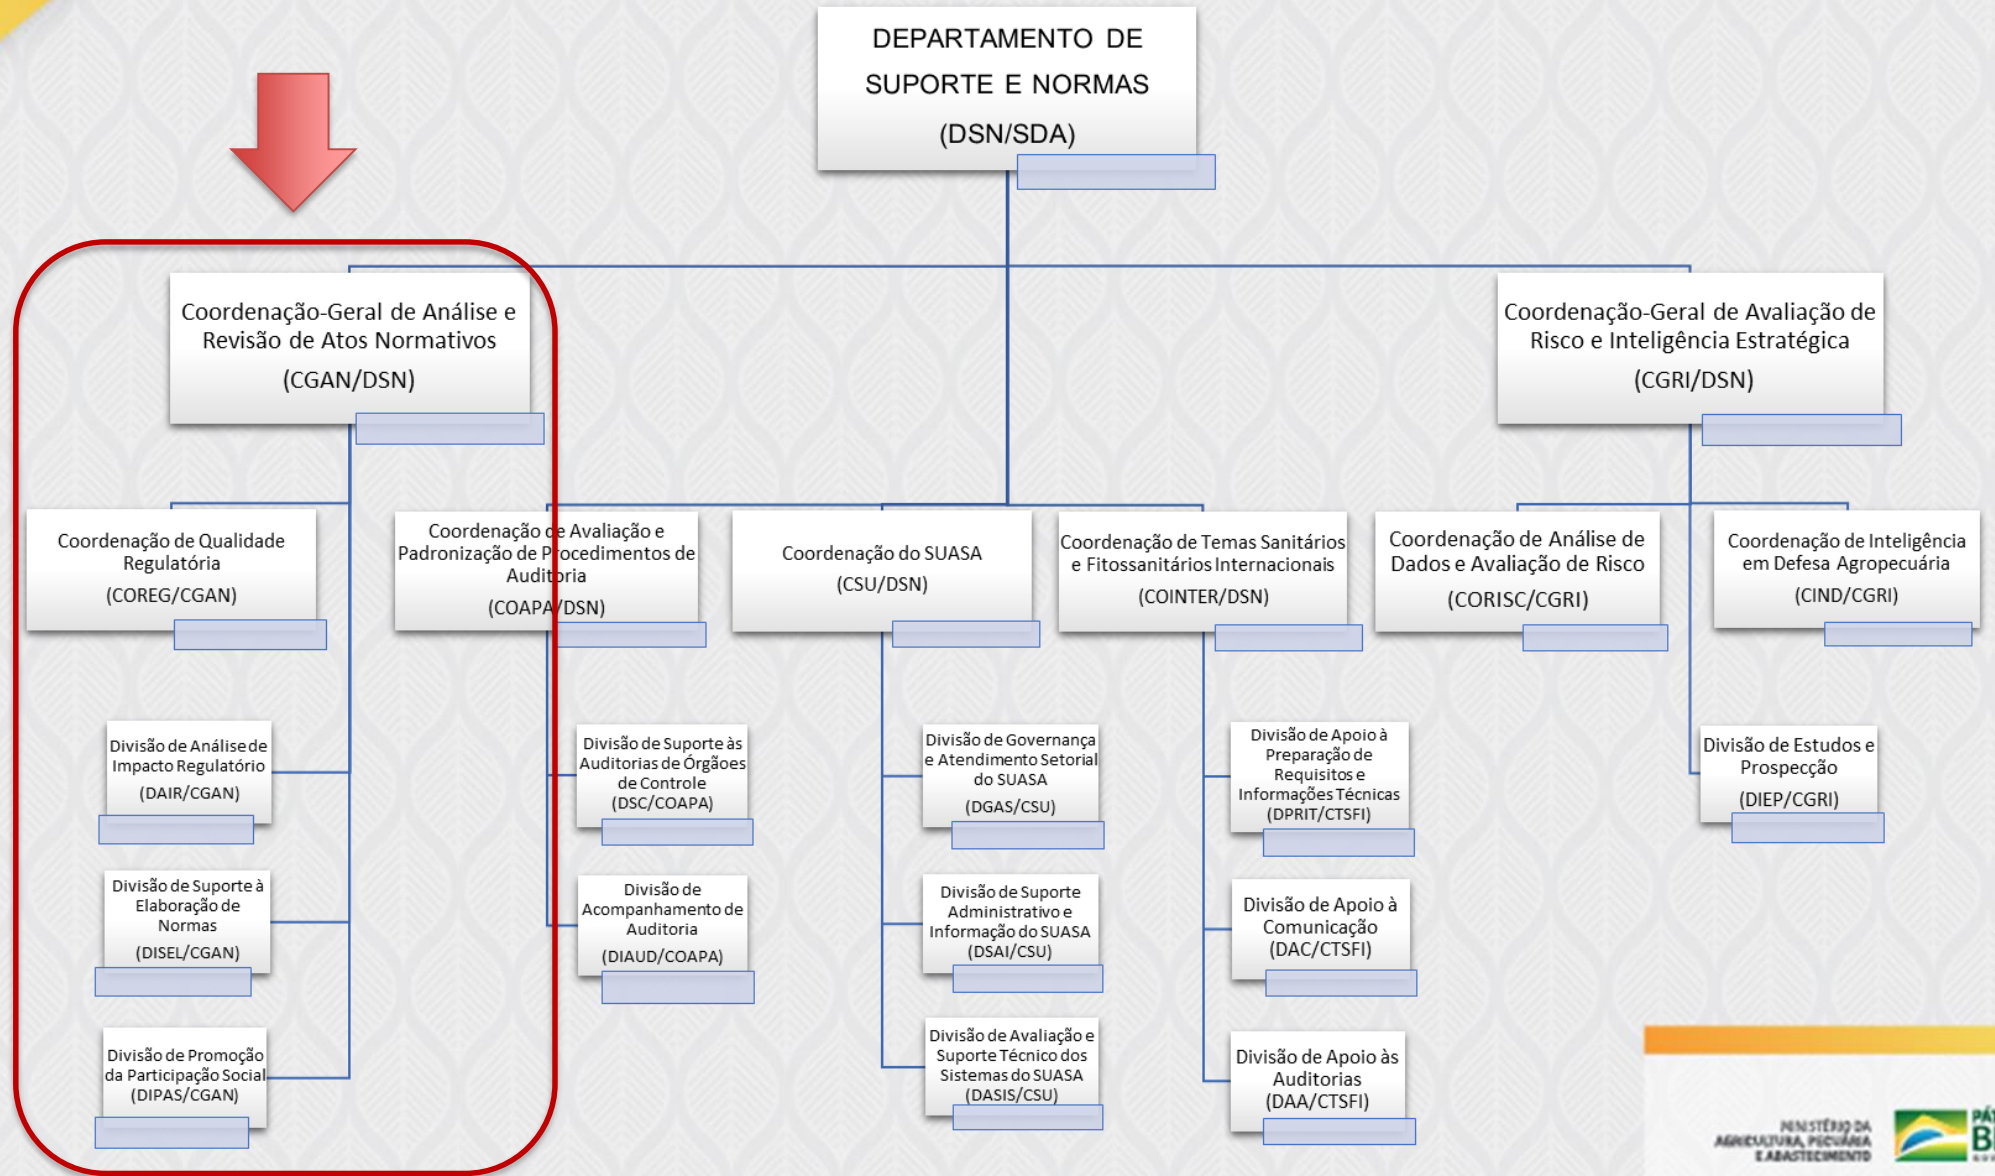 DEPARTAMENTO DE
SUPORTE E NORMAS
(DSN/SDA)
Coordenação-Geral de Análise e
Revisão de Atos Normativos
(CGAN/DSN)
Coordenação-Geral de Avaliação de
Risco e Inteligência Estratégica
(CGRI/DSN)
Coordenação de Qualidade
Regulatória
(COREG/CGAN)
Coordenação de Avaliação e
Padronização de Procedimentos de
Auditoria
(COAPA/DSN)
Coordenação do SUASA
(CSU/DSN)
Coordenação de Temas Sanitários
e Fitossanitários Internacionais
(COINTER/DSN)
Coordenação de Análise de
Dados e Avaliação de Risco
(CORISC/CGRI)
Coordenação de Inteligência
em Defesa Agropecuária
(CIND/CGRI)
Divisão de Análise de
Impacto Regulatório
(DAIR/CGAN)
Divisão de Suporte às
Auditorias de Órgãoes
de Controle
(DSC/COAPA)
Divisão de Governança
e Atendimento Setorial
do SUASA
(DGAS/CSU)
Divisão de Apoio à
Preparação de
Requisitos e
Informações Técnicas
(DPRIT/CTSFI)
Divisão de Estudos e
Prospecção
(DIEP/CGRI)
Divisão de Suporte à
Elaboração de
Normas
(DISEL/CGAN)
Divisão de
Acompanhamento de
Auditoria
(DIAUD/COAPA)
Divisão de Suporte
Administrativo e
Informação do SUASA
(DSAI/CSU)
Divisão de Apoio à
Comunicação
(DAC/CTSFI)
Divisão de Promoção
da Participação Social
(DIPAS/CGAN)
Divisão de Avaliação e
Suporte Técnico dos
Sistemas do SUASA
(DASIS/CSU)
Divisão de Apoio às
Auditorias
(DAA/CTSFI)
MINISTÉRIO DA
AGRICULTURA, PECUÁRIA
E ABASTECIMENTO